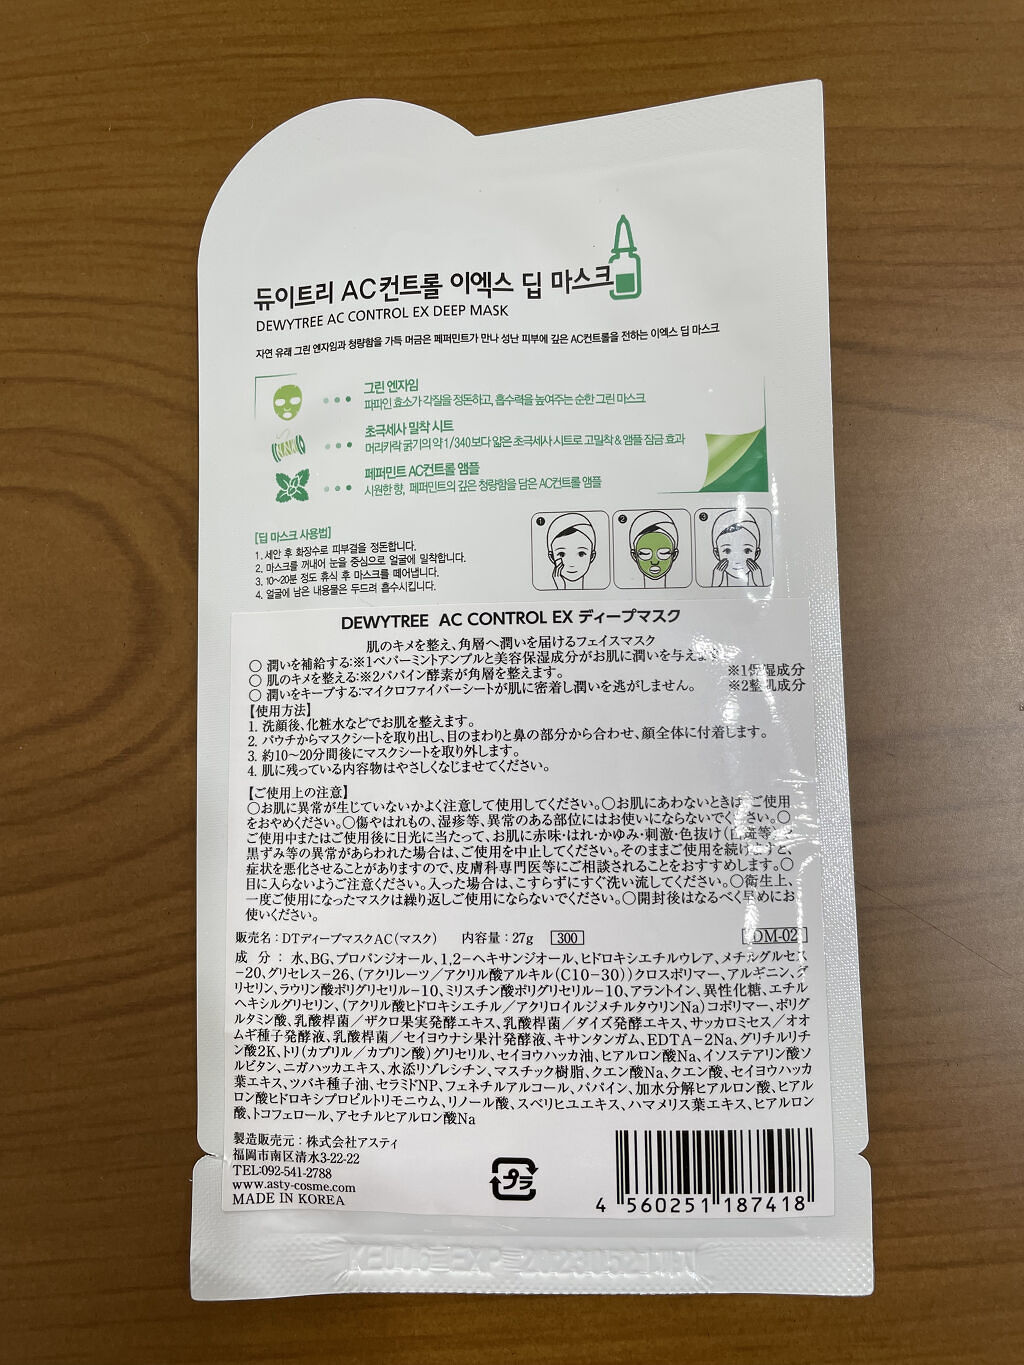 듀이트리 AC컨트롤 이엑스 딥 마스크
DEWYTREE AC CONTROL EX DEEP MASK
자연 유래 그린 엔자임과 청량함을 가득 머금은 페퍼민트가 만나 성난 피부에 깊은 AC컨트롤을 전하는 이엑스 딥 마스크
그린 엔자임
파파인 효소가 각질을 정돈하고, 흡수력을 높여주는 순한 그린 마스크
초극세사 밀착 시트
머리카락 굵기의 약 1/340보다 얇은 초극세사 시트로 고밀착 & 앰플 잠금 효과
페퍼민트 AC컨트롤 앰플
시원한 향, 페퍼민트의 깊은 청량함을 담은 AC컨트롤 앰플
[딥 마스크 사용법]
1. 세안 후 화장수로 피부결을 정돈합니다.
2. 마스크를 꺼내어 눈을 중심으로 얼굴에 밀착합니다.
3. 10~20분 정도 휴식 후 마스크를 떼어냅니다.
4. 얼굴에 남은 내용물은 두드려 흡수시킵니다.
1 2 3
DEWYTREE AC CONTROL EX ディープマスク
肌のキメを整え、角層へ潤いを届けるフェイスマスク
○ 潤いを補給する:※1ペパーミントアンプルと美容保湿成分がお肌に潤いを与え
※1保湿成分
○ 肌のキメを整える:※2パパイン酵素が角層を整えます。
※2整肌成分
○ 潤いをキープする:マイクロファイバーシートが肌に密着し潤いを逃がしません。
【使用方法】
1. 洗顔後、化粧水などでお肌を整えます。
2. パウチからマスクシートを取り出し、目のまわりと鼻の部分から合わせ、顔全体に付着します。
3. 約10〜20分間後にマスクシートを取り外します。
4. 肌に残っている内容物はやさしくなじませてください。
【ご使用上の注意】
○お肌に異常が生じていないかよく注意して使用してください。○お肌にあわないときは、ご使用
をおやめください。○傷やはれもの、湿疹等、異常のある部位にはお使いにならないでください。○
ご使用中またはご使用後に日光に当たって、お肌に赤味・はれ・かゆみ・刺激・色抜け(白斑等)や
黒ずみ等の異常があらわれた場合は、ご使用を中止してください。そのままご使用を続けますと、
症状を悪化させることがありますので、皮膚科専門医等にご相談されることをおすすめします。○
目に入らないようご注意ください。入った場合は、こすらずにすぐ洗い流してください。○衛生上、
一度ご使用になったマスクは繰り返しご使用にならないでください。○開封後はなるべく早めにお
使いください。
販売名:DTディープマスクAC(マスク) 内容量:27g 300 DM-02
成 分 : 水、BG、プロパンジオール、1,2-ヘキサンジオール、ヒドロキシエチルウレア、メチルグルセス
-20、グリセレス-26、(アクリレーツ/アクリル酸アルキル(C10-30))クロスポリマー、アルギニン、グ
リセリン、ラウリン酸ポリグリセリル-10、ミリスチン酸ポリグリセリル-10、アラントイン、異性化糖、エチル
ヘキシルグリセリン、(アクリル酸ヒドロキシエチル/アクリロイルジメチルタウリンNa)コポリマー、ポリグ
ルタミン酸、乳酸桿菌/ザクロ果実発酵エキス、乳酸桿菌/ダイズ発酵エキス、サッカロミセス/オオ
ムギ種子発酵液、乳酸桿菌/セイヨウナシ果汁発酵液、キサンタンガム、EDTA-2Na、グリチルリチ
ン酸2K、トリ(カプリル/カプリン酸)グリセリル、セイヨウハッカ油、ヒアルロン酸Na、イソステアリン酸ソ
ルビタン、ニガハッカエキス、水添リゾレシチン、マスチック樹脂、クエン酸Na、クエン酸、セイヨウハッカ
葉エキス、ツバキ種子油、セラミドNP、フェネチルアルコール、パパイン、加水分解ヒアルロン酸、ヒアル
ロン酸ヒドロキシプロピルトリモニウム、リノール酸、スベリヒユエキス、ハマメリス葉エキス、ヒアルロン
酸、トコフェロール、アセチルヒアルロン酸Na
製造販売元:株式会社アスティ
福岡市南区清水3-22-22
TEL:092-541-2788
www.asty-cosme.com
MADE IN KOREA
プラ
4 560251 187418
EXP 20230521